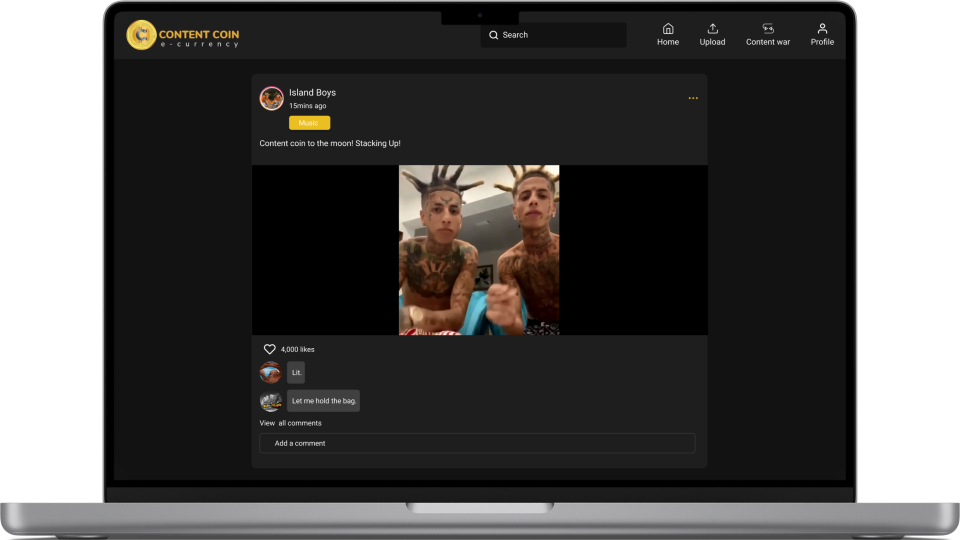 CONTENT COIN
e-currency
Search
Home
Upload
Content war
Profile
Island Boys
15mins ago
Music
Content coin to the moon! Stacking Up!
4,000 likes
Lit.
Let me hold the bag.
View all comments
Add a comment